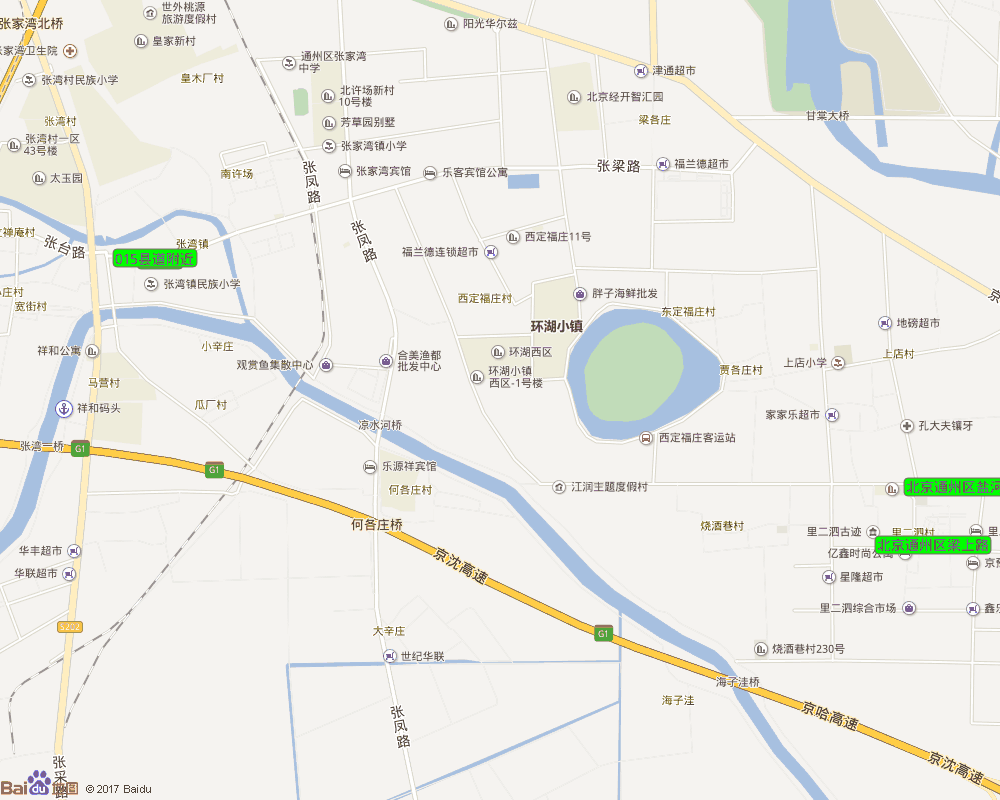 世外桃源
旅游度假村
张家湾北桥
阳光华尔兹
皇家新村
张家湾卫生院
通州区张家湾
中学
津通超市
张湾村民族小学
皇木厂村
北许场新村
10号楼
北京经开智汇园
甘棠大桥
张湾村
芳草园别墅
梁各庄
张湾村一区
43号楼
张家湾镇小学
福兰德超市
张梁路
南许场
张凤路
张家湾宾馆
乐客宾馆公寓
太玉园
立禅庵村
张台路
张湾镇
张凤路
西定福庄11号
福兰德连锁超市
015县道附近
张湾镇民族小学
小庄村
宽街村
西定福庄村
胖子海鲜批发
京
东定福庄村
环湖小镇
地磅超市
小辛庄
祥和公寓
环湖西区
合美渔都
批发中心
观赏鱼集散中心
上店村
上店小学
环湖小镇
西区-1号楼
贾各庄村
马营村
瓜厂村
祥和码头
家家乐超市
凉水河桥
孔大夫镶牙
张湾一桥
G1
西定福庄客运站
G1
乐源祥宾馆
何各庄村
江润主题度假村
北京通州区盐河
何各庄桥
烧酒巷村
里二泗古迹
里二泗村
里二
北京通州区梁上路
亿鑫时尚公寓
华丰超市
京沈高速
华联超市
星隆超市
京预
里二泗综合市场
鑫乐
S202
大辛庄
G1
世纪华联
烧酒巷村230号
海子洼桥
海子洼
张凤路
京哈高速
京沈高速
张采路
Bai du 地图
© 2017 Baidu